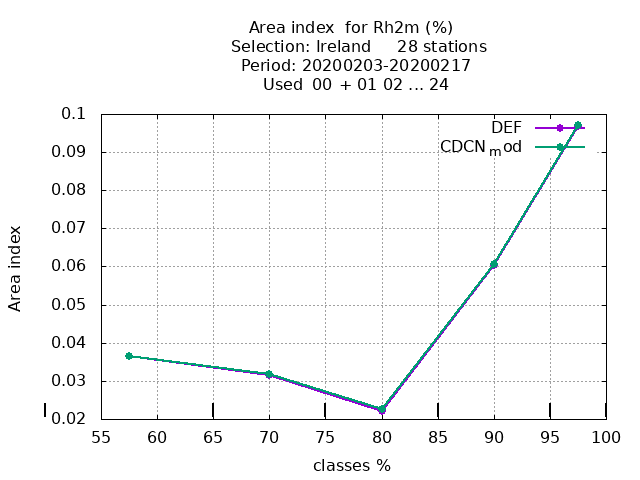 Area index  for Rh2m (%)
Selection: Ireland     28 stations
Period: 20200203-20200217
Used  00 + 01 02 ... 24
DEF
CDCN_mod
0.1
0.09
0.08
0.07
0.06
0.05
0.04
0.03
0.02
Area index
55 60 65 70 75 80 85 90 95 100
classes %